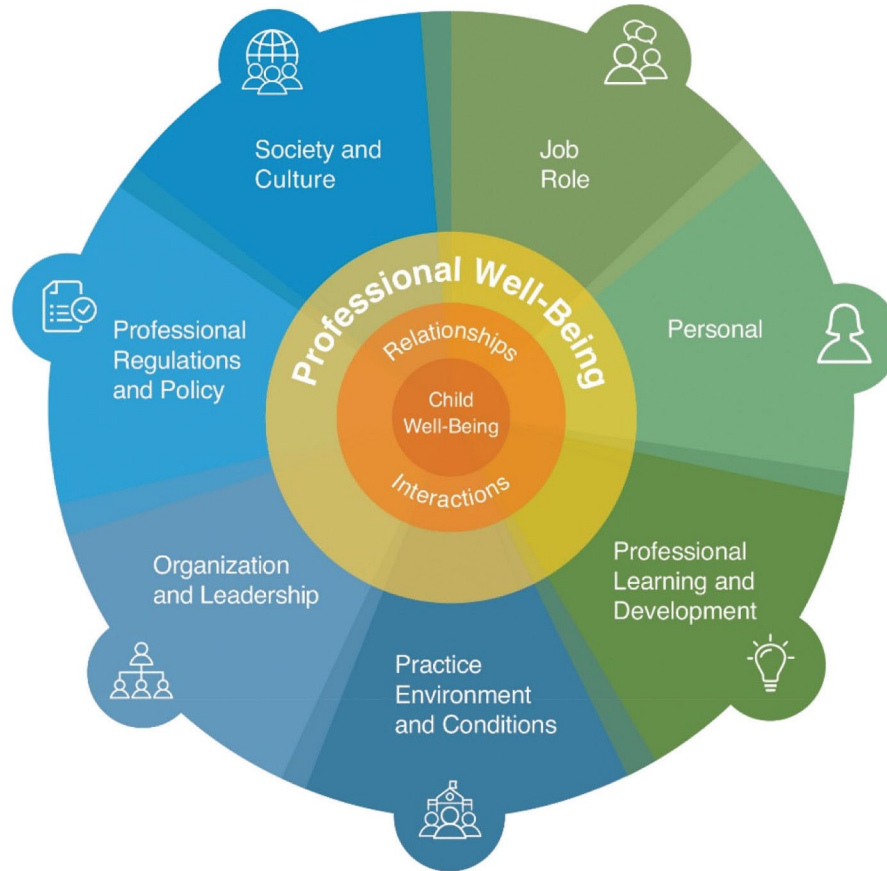 Society and
Culture
Job
Role
Professional
Regulations
and Policy
Personal
Professional Well-Being
Relationships
Child
Well-Being
Interactions
Organization
and Leadership
Professional
Learning and
Development
Practice
Environment
and Conditions